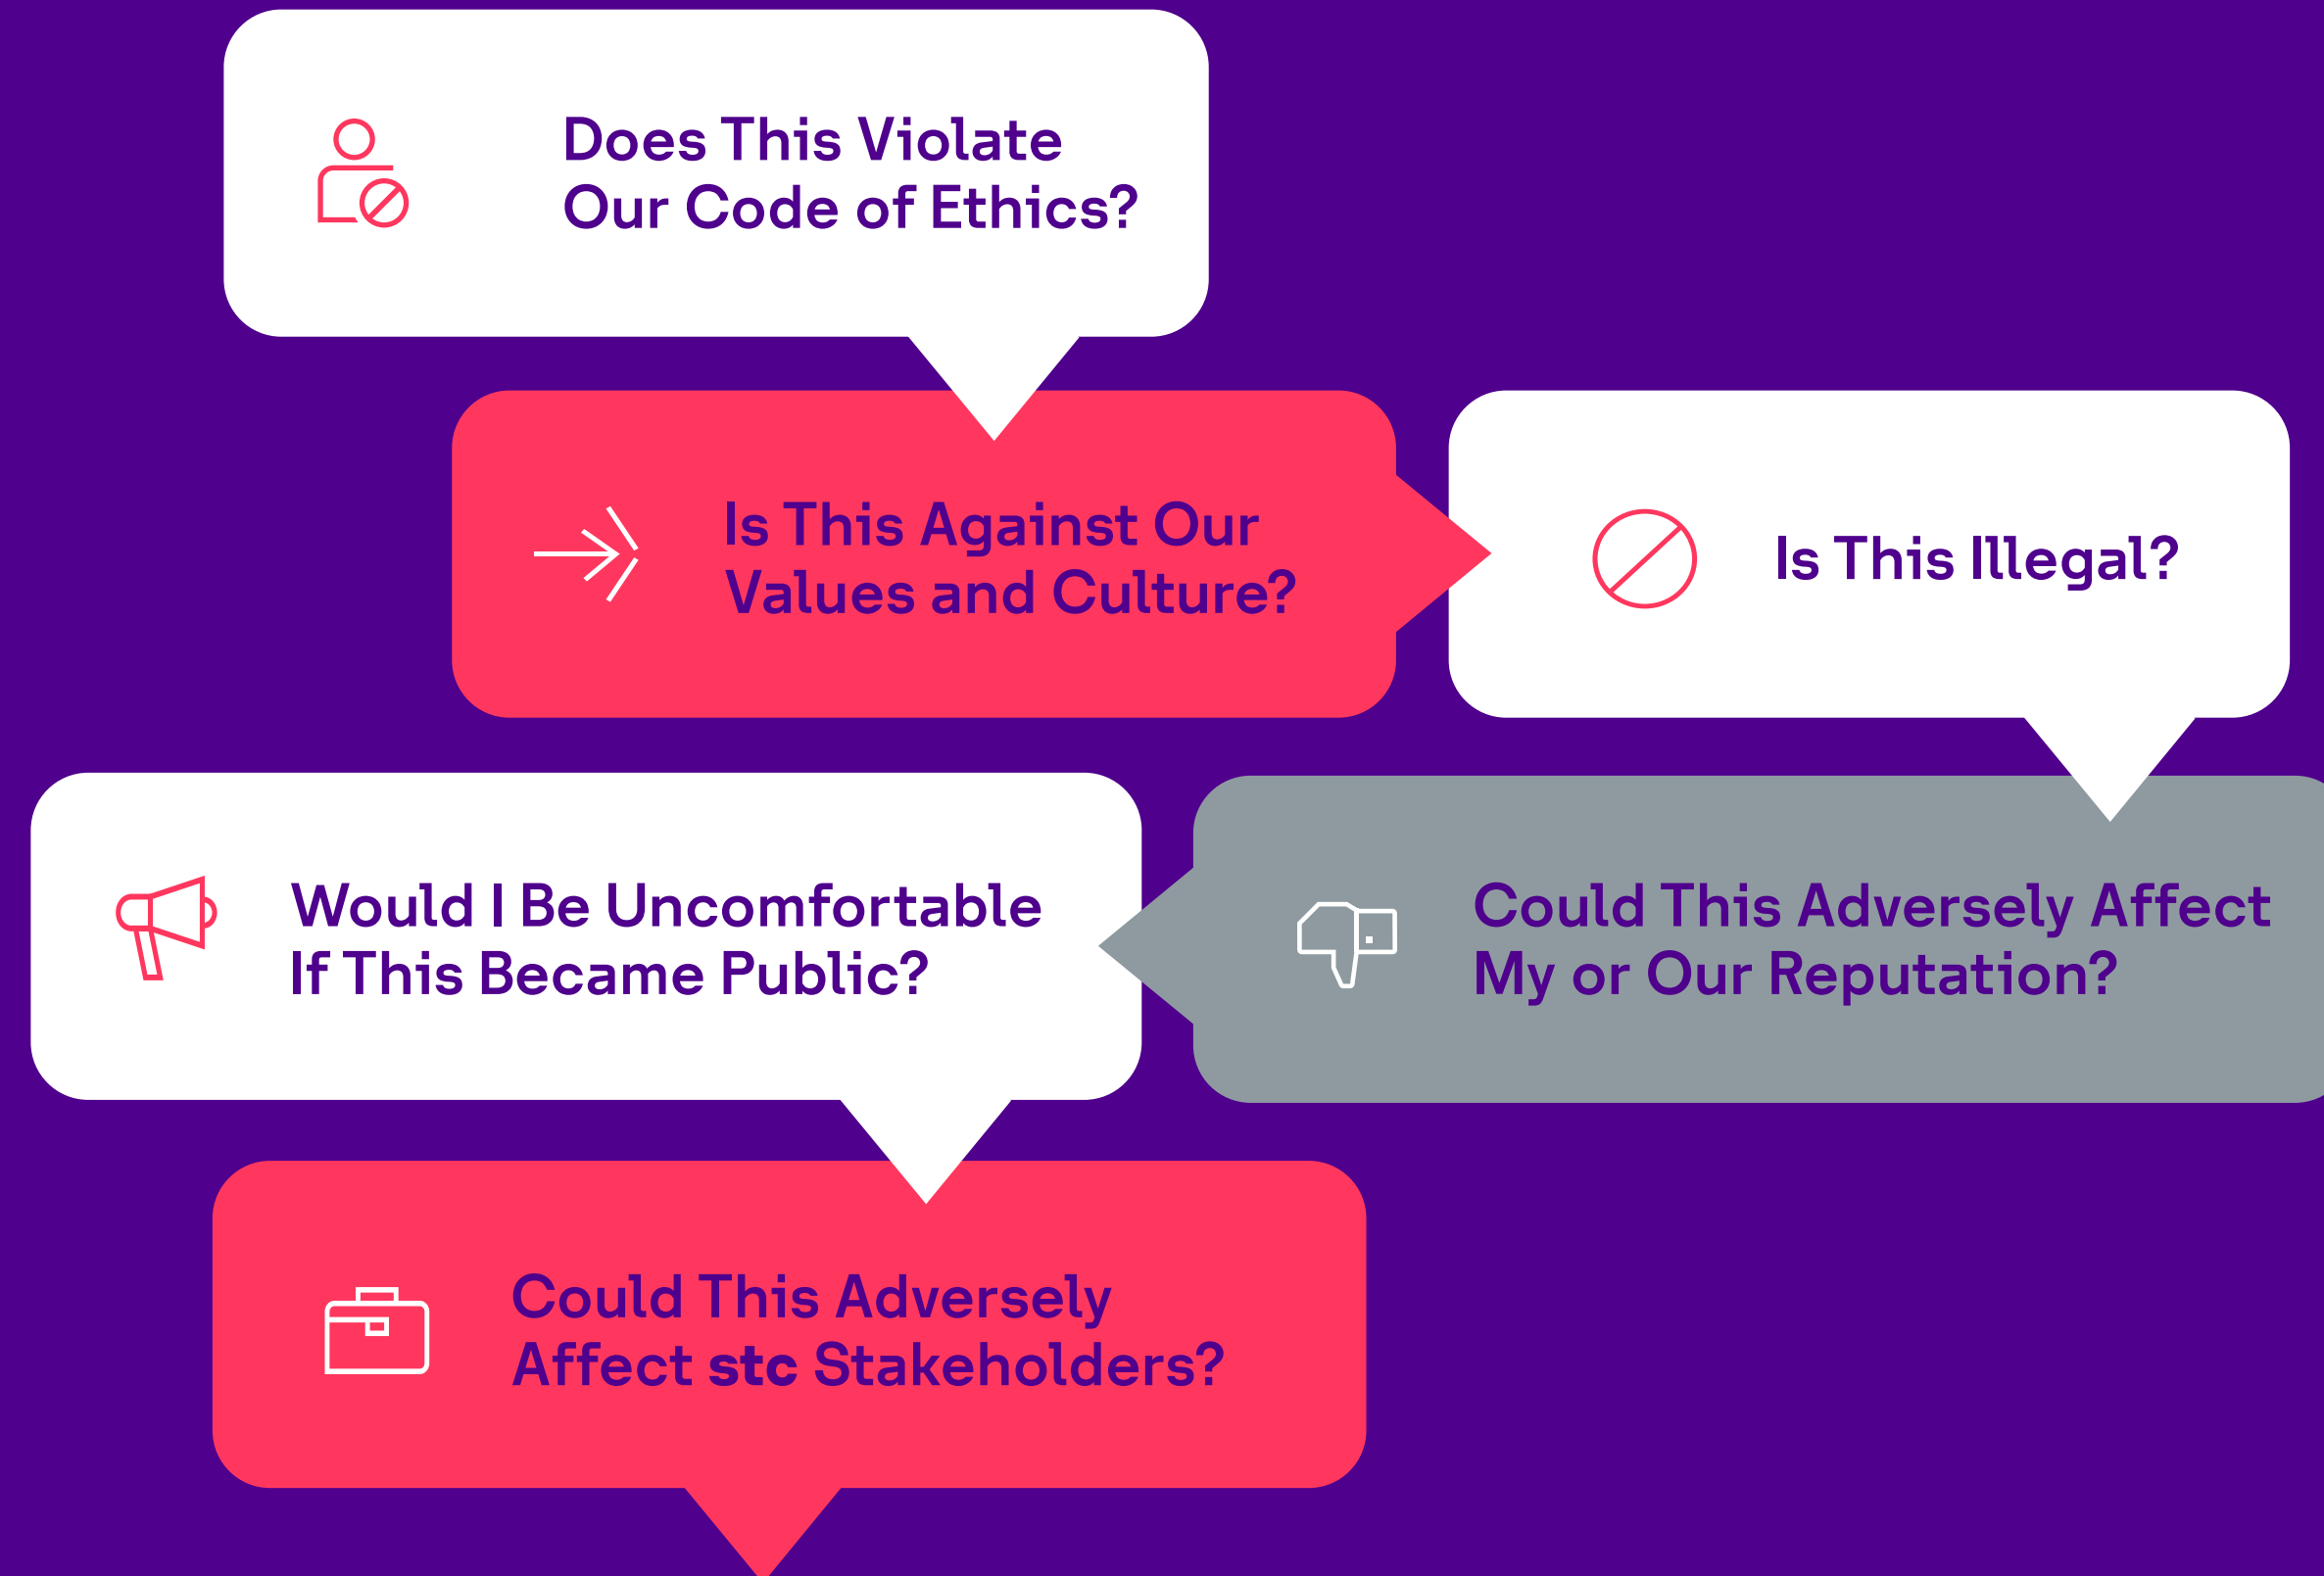 Does This Violate
Our Code of Ethics?
Is This Against Our
Values and Culture?
Is This Illegal?
Could This Adversely Affect
My or Our Reputation?
Would I Be Uncomfortable
If This Became Public?
Could This Adversely
Affect stc Stakeholders?